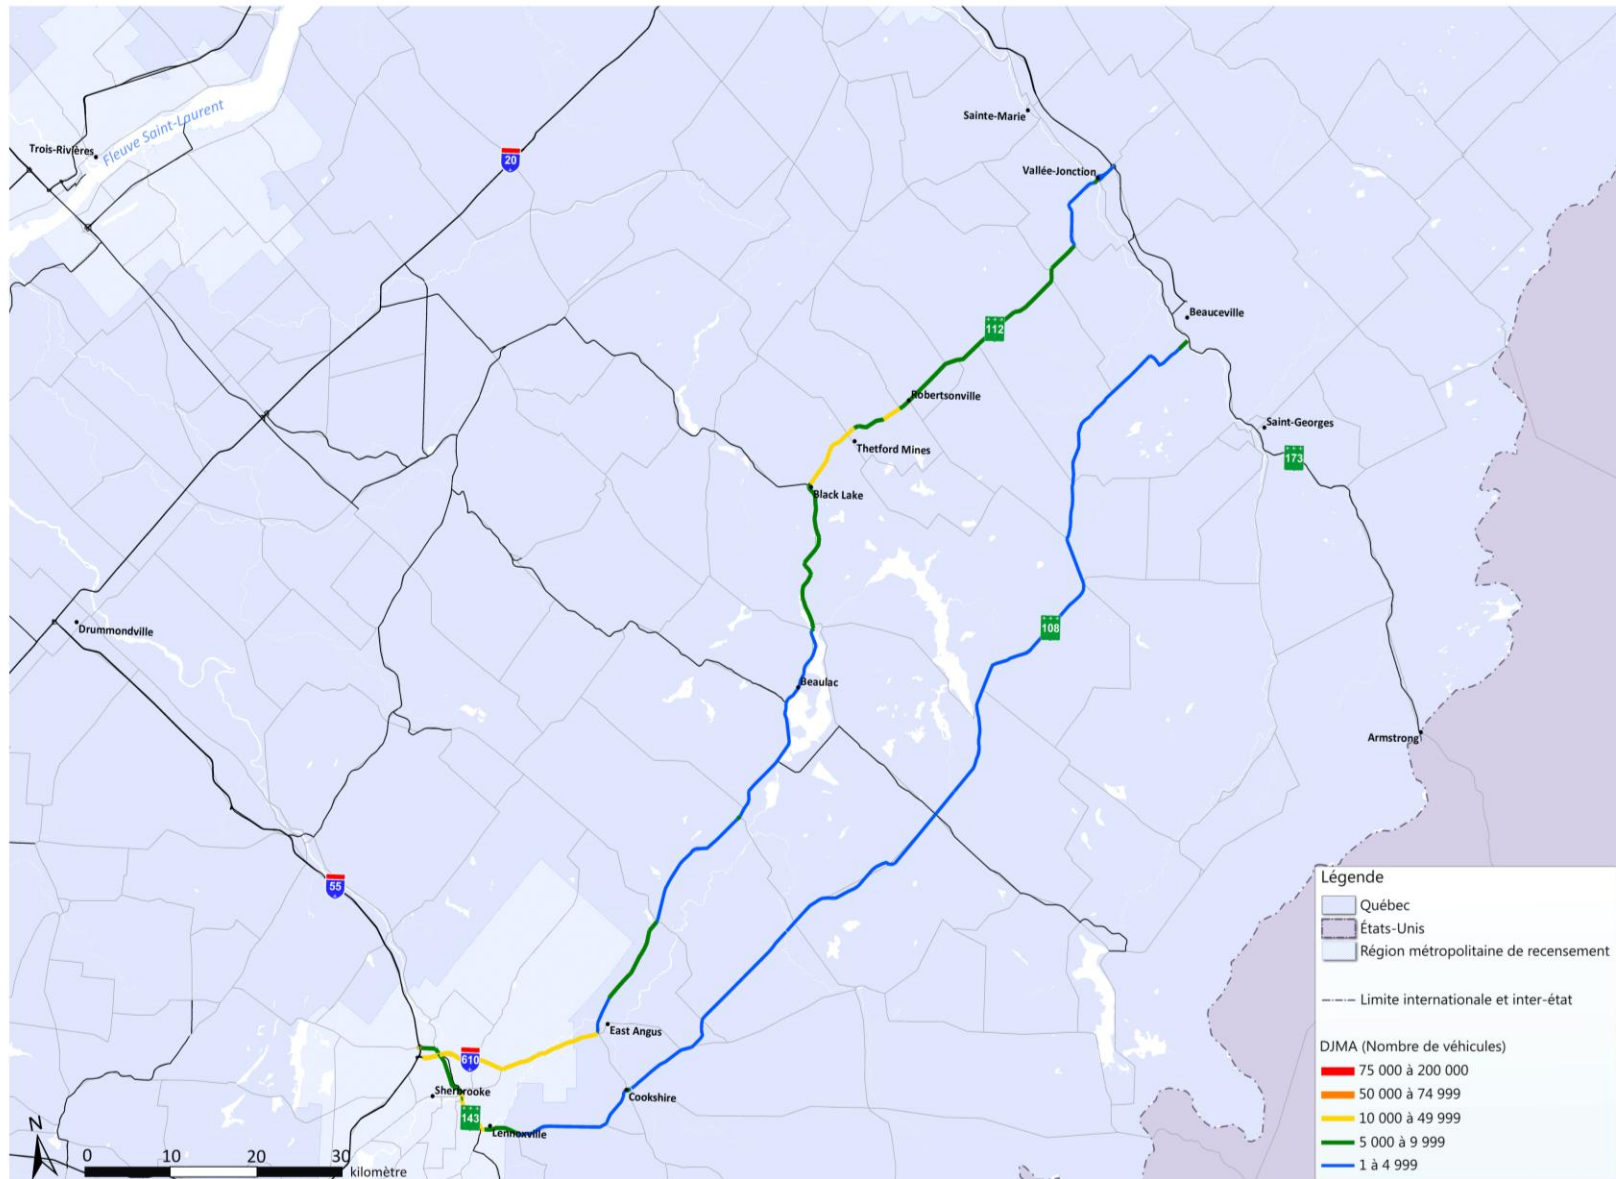 Sainte-Marie
Fleuve Saint-Laurent
Trois-Rivières
20
Vallée-Jonction
Beauceville
112
Robertsonville
Saint-Georges
Thetford Mines
173
Black Lake
108
Drummondville
Beaulac
Armstrong
55
East Angus
610
Sherbrooke
Cookshire
143
Lennoxville
N
0 10 20 30
kilomètre
Légende
Québec
États-Unis
Région métropolitaine de recensement
Limite internationale et inter-état
DJMA (Nombre de véhicules)
75 000 à 200 000
50 000 à 74 999
10 000 à 49 999
5 000 à 9 999
1 à 4 999